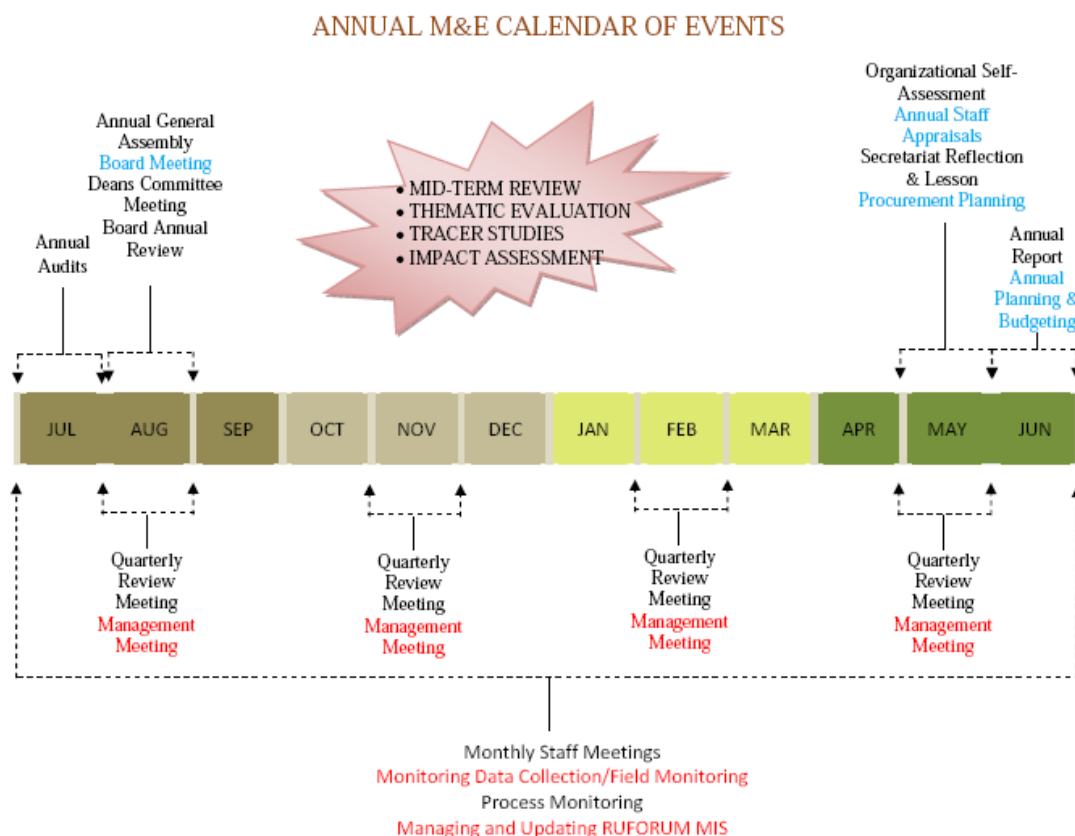 ANNUAL M&E CALENDAR OF EVENTS
Annual
Audits
Annual General
Assembly
Board Meeting
Deans Committee
Meeting
Board Annual
Review
• MID-TERM REVIEW
• THEMATIC EVALUATION
• TRACER STUDIES
• IMPACT ASSESSMENT
Organizational Self-
Assessment
Annual Staff
Appraisals
Secretariat Reflection
& Lesson
Procurement Planning
Annual
Report
Annual
Planning &
Budgeting
JUL AUG SEP OCT NOV DEC JAN FEB MAR APR MAY JUN
Quarterly
Review
Meeting
Management
Meeting
Quarterly
Review
Meeting
Management
Meeting
Quarterly
Review
Meeting
Management
Meeting
Quarterly
Review
Meeting
Management
Meeting
Monthly Staff Meetings
Monitoring Data Collection/Field Monitoring
Process Monitoring
Managing and Updating RUFORUM MIS